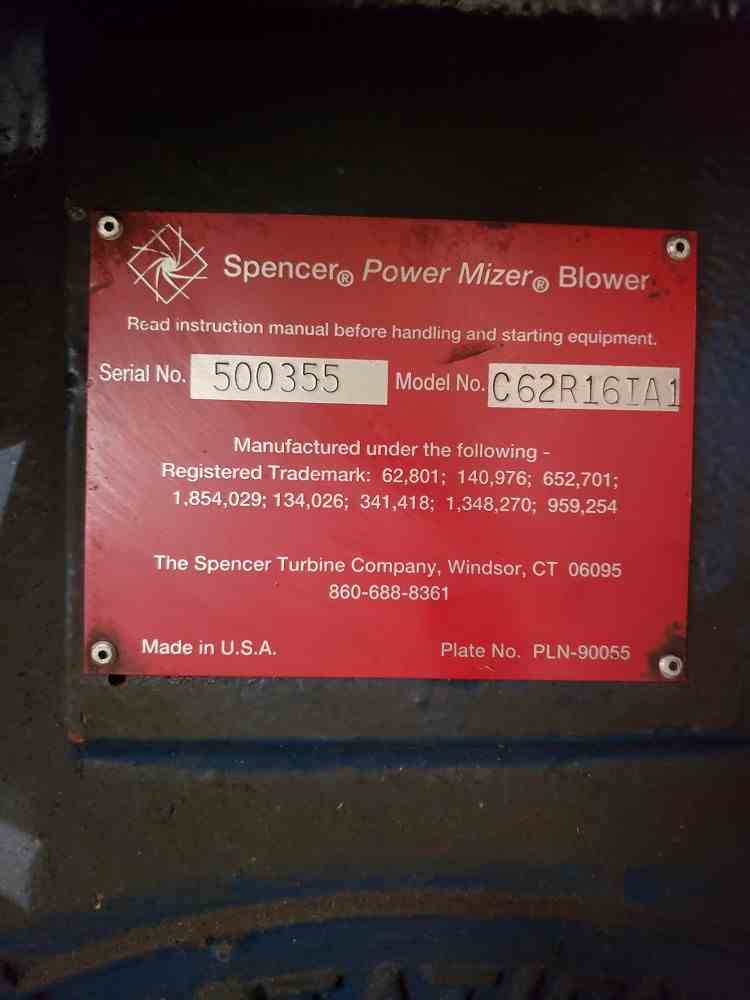 Spencer® Power Mizer® Blower
Read instruction manual before handling and starting equipment.
Serial No. 500355 Model No. C62R16IA1
Manufactured under the following -
Registered Trademark: 62,801; 140,976; 652,701;
1,854,029; 134,026; 341,418; 1,348,270; 959,254
The Spencer Turbine Company, Windsor, CT 06095
860-688-8361
Made in U.S.A. Plate No. PLN-90055